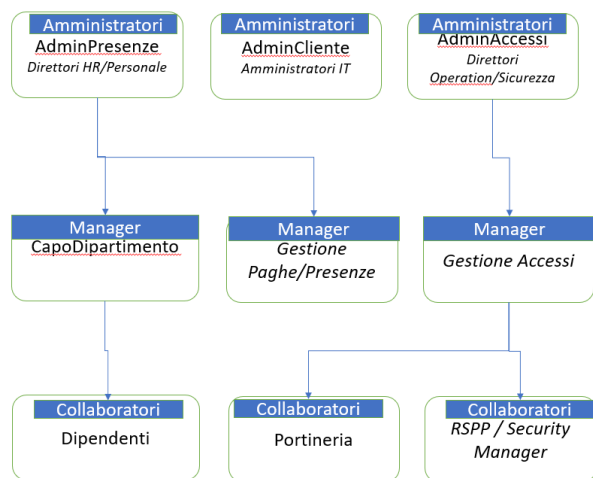 Amministratori
AdminPresenze
Direttori HR/Personale
Amministratori
AdminCliente
Amministratori IT
Amministratori
AdminAccessi
Direttori
Operation/Sicurezza
Manager
CapoDipartimento
Manager
Gestione
Paghe/Presenze
Manager
Gestione Accessi
Collaboratori
Dipendenti
Collaboratori
Portineria
Collaboratori
RSPP / Security
Manager